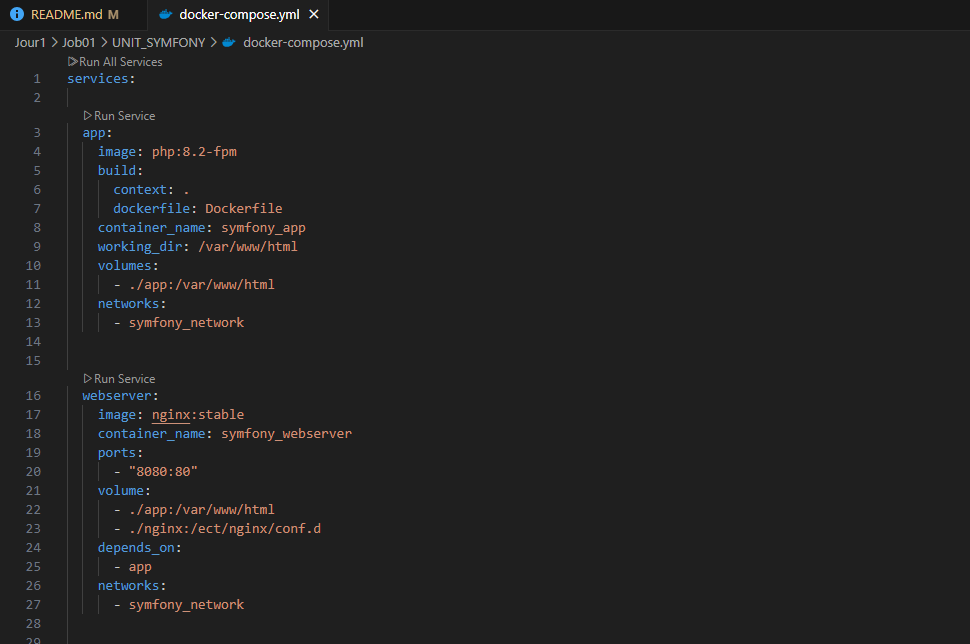 README.md M docker-compose.yml
Jour1 > Job01 > UNIT_SYMFONY > docker-compose.yml
Run All Services
1 services:
2
Run Service
3 app:
4 image: php:8.2-fpm
5 build:
6 context: .
7 dockerfile: Dockerfile
8 container_name: symfony_app
9 working_dir: /var/www/html
10 volumes:
11 - ./app:/var/www/html
12 networks:
13 - symfony_network
14
15
Run Service
16 webserver:
17 image: nginx:stable
18 container_name: symfony_webserver
19 ports:
20 - "8080:80"
21 volume:
22 - ./app:/var/www/html
23 - ./nginx:/ect/nginx/conf.d
24 depends_on:
25 - app
26 networks:
27 - symfony_network
28
29